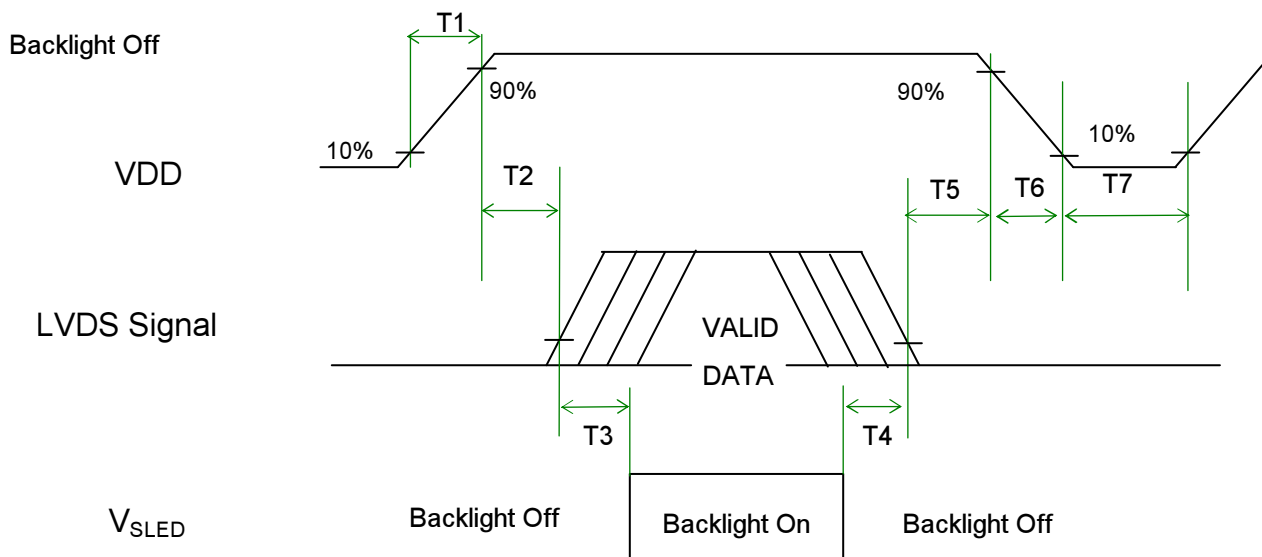 T1
Backlight Off
90%
90%
10%
10%
VDD
T2
T5
T6
T7
LVDS Signal
VALID
DATA
T3
T4
VSLED
Backlight Off
Backlight On
Backlight Off